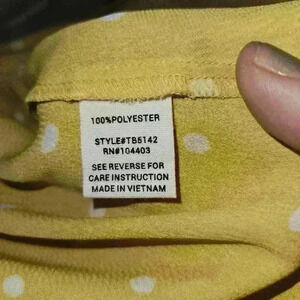 100%POLYESTER
STYLE#TB5142
RN#104403
SEE REVERSE FOR
CARE INSTRUCTION
MADE IN VIETNAM